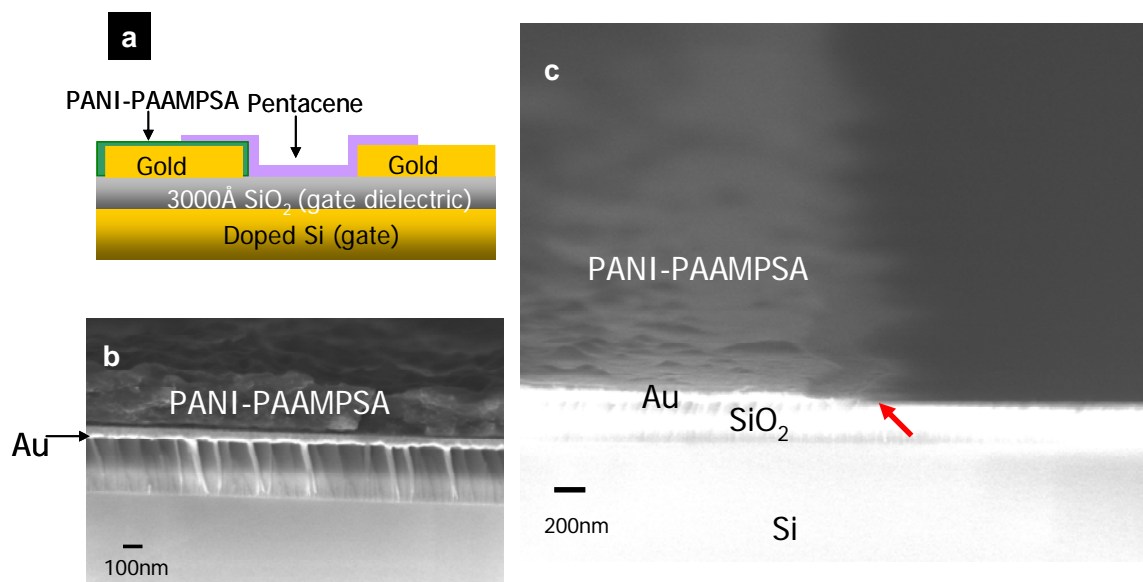 a
PANI-PAAMPSA Pentacene
Gold Gold
3000Å SiO₂ (gate dielectric)
Doped Si (gate)
b
PANI-PAAMPSA
Au
100nm
c
PANI-PAAMPSA
Au
SiO₂
200nm
Si